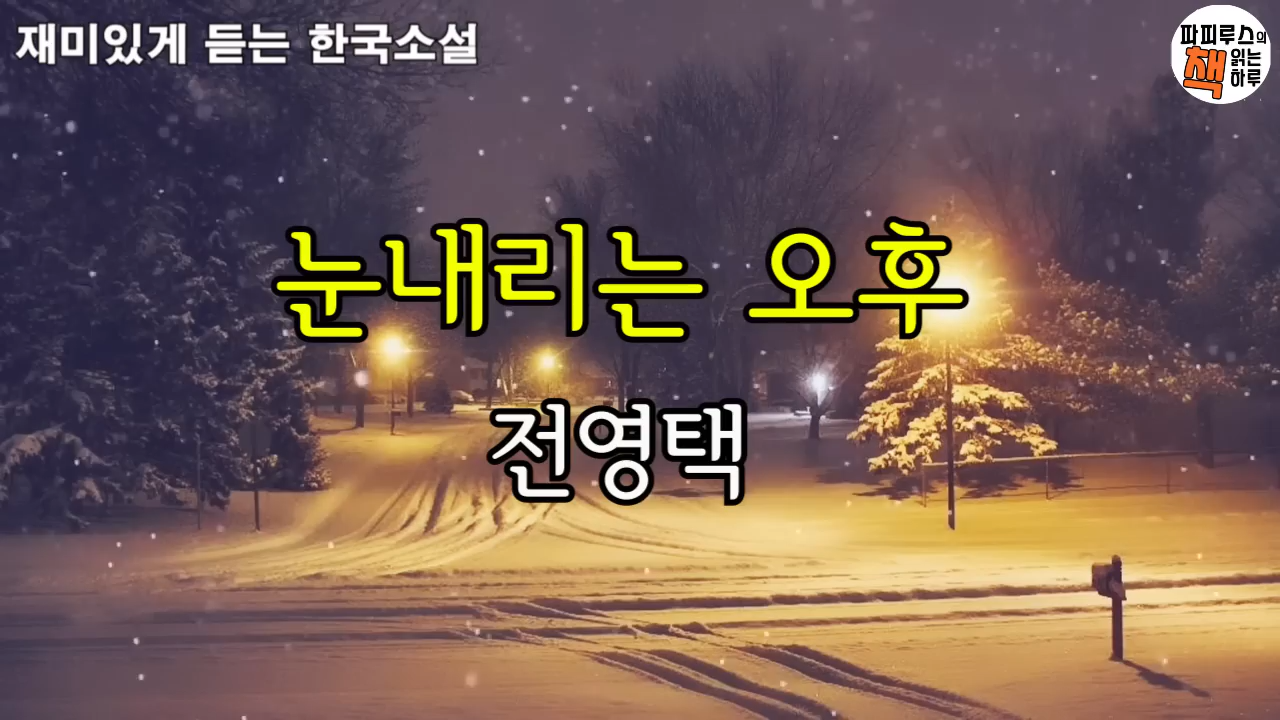 재미있게 듣는 한국소설
파피루스의
책 읽는
하루
눈내리는 오후
전영택